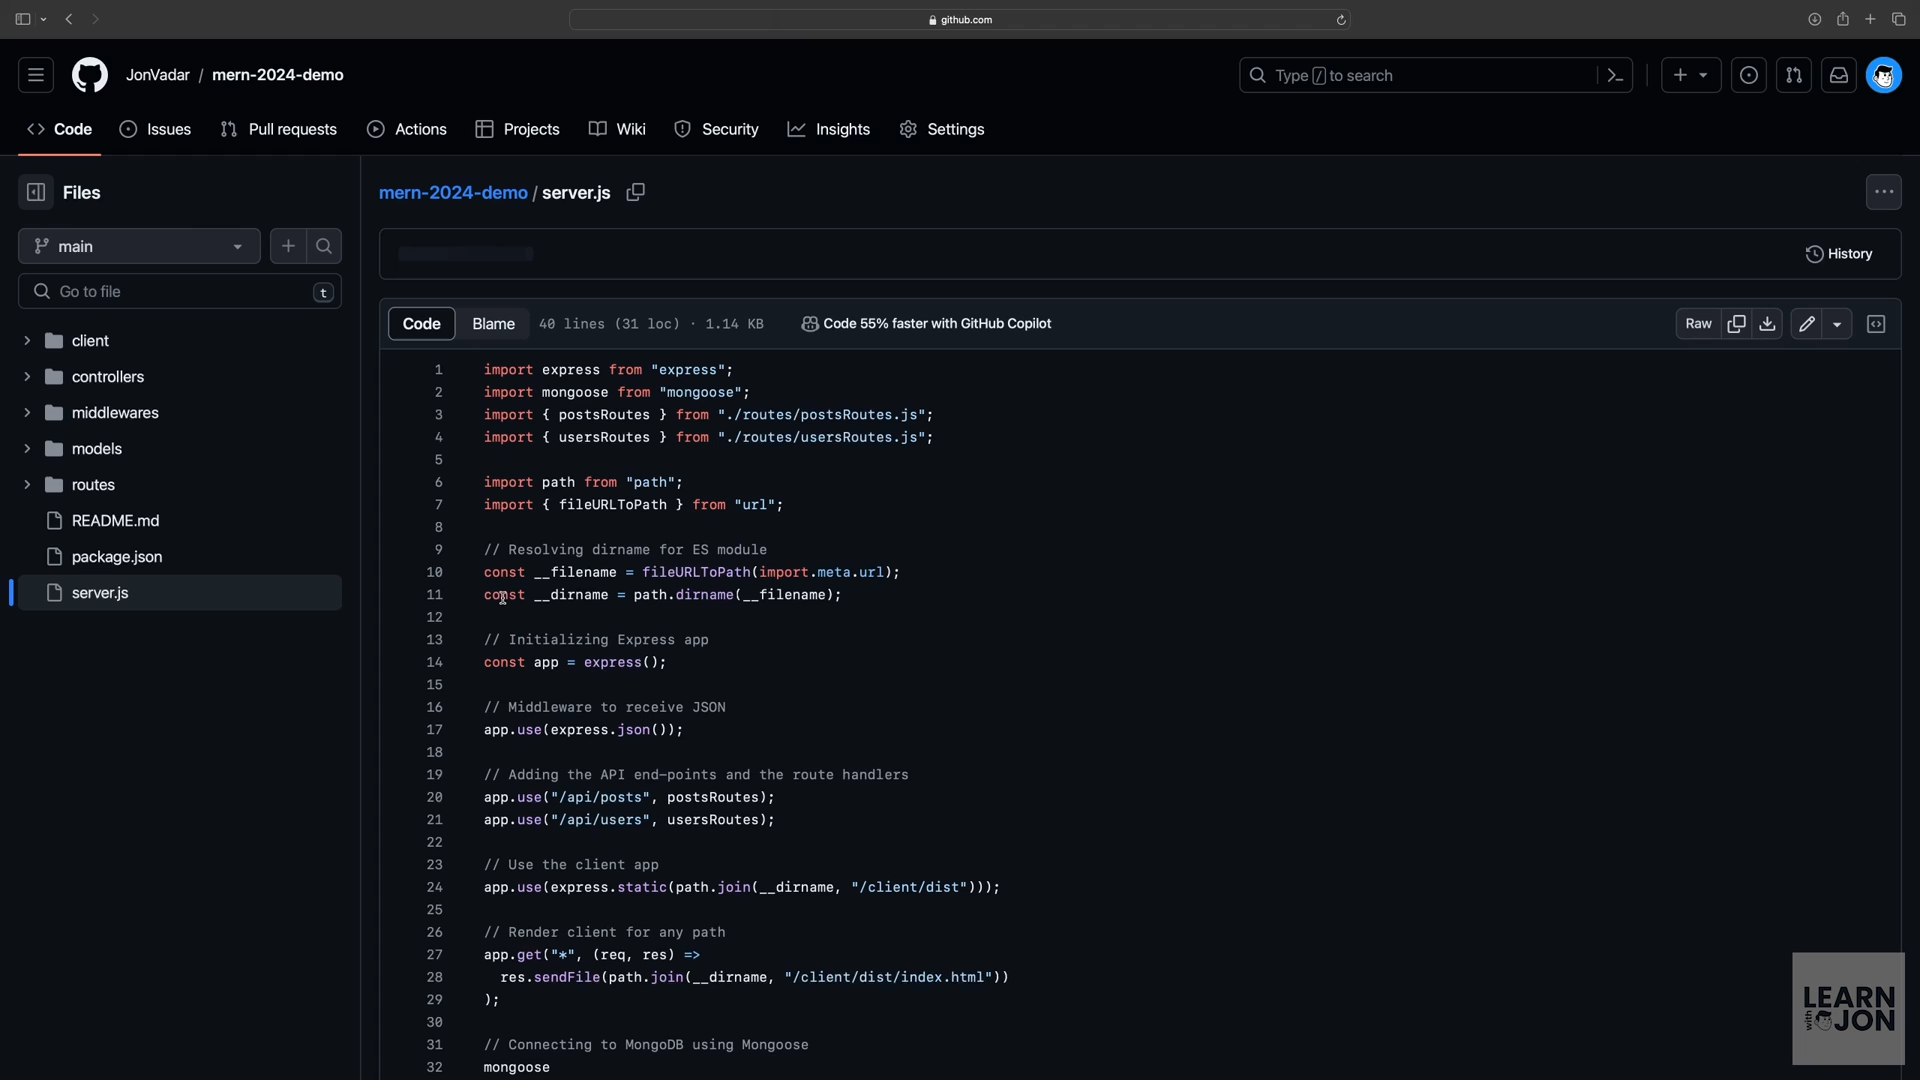 github.com
JonVadar / mern-2024-demo
Type / to search
Code Issues Pull requests Actions Projects Wiki Security Insights Settings
Files
main
Go to file t
client
controllers
middlewares
models
routes
README.md
package.json
server.js
mern-2024-demo / server.js
History
Code Blame 40 lines (31 loc) · 1.14 KB Code 55% faster with GitHub Copilot Raw
1 import express from "express";
2 import mongoose from "mongoose";
3 import { postsRoutes } from "./routes/postsRoutes.js";
4 import { usersRoutes } from "./routes/usersRoutes.js";
5
6 import path from "path";
7 import { fileURLToPath } from "url";
8
9 // Resolving dirname for ES module
10 const __filename = fileURLToPath(import.meta.url);
11 const __dirname = path.dirname(__filename);
12
13 // Initializing Express app
14 const app = express();
15
16 // Middleware to receive JSON
17 app.use(express.json());
18
19 // Adding the API end-points and the route handlers
20 app.use("/api/posts", postsRoutes);
21 app.use("/api/users", usersRoutes);
22
23 // Use the client app
24 app.use(express.static(path.join(__dirname, "/client/dist")));
25
26 // Render client for any path
27 app.get("*", (req, res) =>
28 res.sendFile(path.join(__dirname, "/client/dist/index.html"))
29 );
30
31 // Connecting to MongoDB using Mongoose
32 mongoose
LEARN
with JON